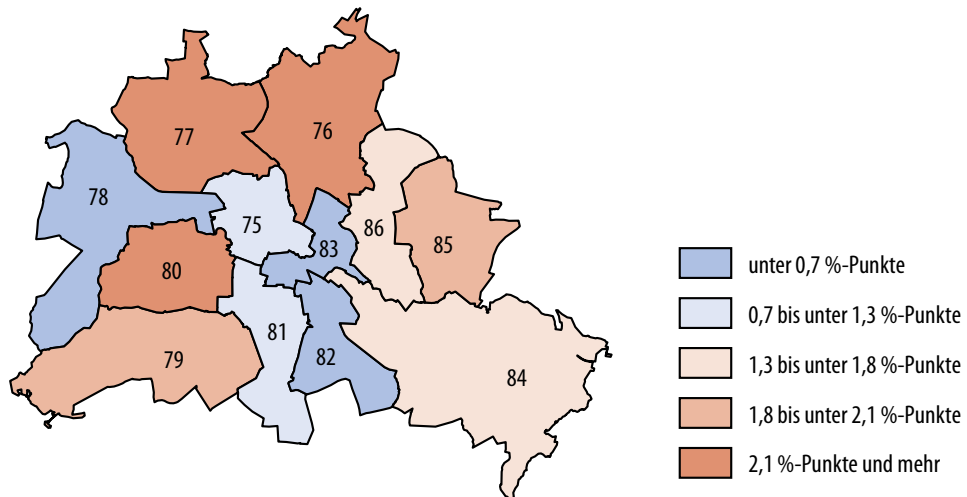 77
76
78
75
86
85
83
80
81
79
82
84
unter 0,7 %-Punkte
0,7 bis unter 1,3 %-Punkte
1,3 bis unter 1,8 %-Punkte
1,8 bis unter 2,1 %-Punkte
2,1 %-Punkte und mehr